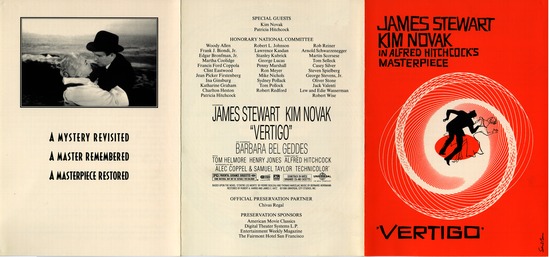 A MYSTERY REVISITED
A MASTER REMEMBERED
A MASTERPIECE RESTORED
SPECIAL GUESTS
Kim Novak
Patricia Hitchcock
HONORARY NATIONAL COMMITTEE
Woody Allen
Frank J. Biondi, Jr.
Edgar Bronfman, Jr.
Martha Coolidge
Francis Ford Coppola
Clint Eastwood
Jean Picker Firstenberg
Ira Ginsburg
Katharine Graham
Charlton Heston
Patricia Hitchcock
Robert L. Johnson
Lawrence Kasdan
Stanley Kubrick
George Lucas
Penny Marshall
Ron Meyer
Mike Nichols
Sydney Pollack
Tom Pollock
Robert Redford
Rob Reiner
Arnold Schwarzenegger
Martin Scorsese
Tom Selleck
Casey Silver
Steven Spielberg
George Stevens, Jr.
Oliver Stone
Jack Valenti
Lew and Edie Wasserman
Robert Wise
JAMES STEWART KIM NOVAK
"VERTIGO"
BARBARA BEL GEDDES
TOM HELMORE HENRY JONES ALFRED HITCHCOCK
ALEC COPPEL & SAMUEL TAYLOR TECHNICOLOR
OFFICIAL PRESERVATION PARTNER
Chivas Regal
PRESERVATION SPONSORS
American Movie Classics
Digital Theater Systems L.P.
Entertainment Weekly Magazine
The Fairmont Hotel San Francisco
JAMES STEWART
KIM NOVAK
IN ALFRED HITCHCOCK'S
MASTERPIECE
"VERTIGO"